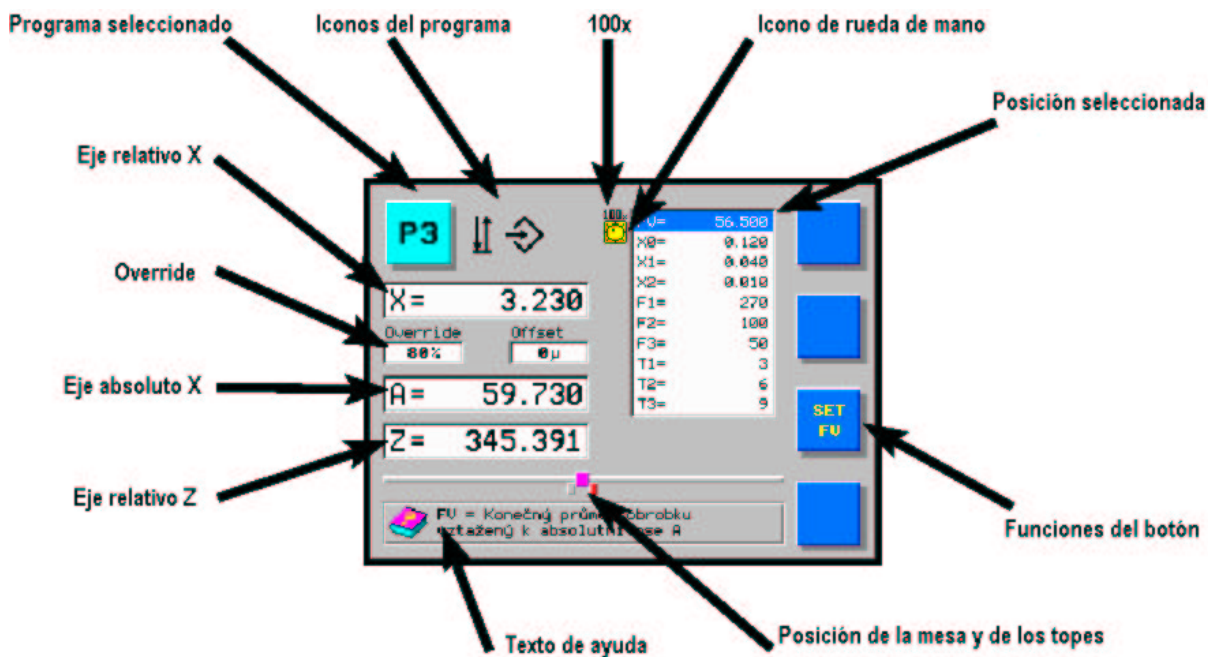 Programa seleccionado
Iconos del programa
100x
Icono de rueda de mano
Posición seleccionada
Eje relativo X
Override
Eje absoluto X
Eje relativo Z
P3
100x
X= 3.230
Override Offset
80% 0µ
A= 59.730
Z= 345.391
FV= 56.500
X0= 0.120
X1= 0.040
X2= 0.010
F1= 270
F2= 100
F3= 50
T1= 3
T2= 6
T3= 9
SET
FV
FV = Konečný obrobku
k absolutní ose A
Funciones del botón
Texto de ayuda
Posición de la mesa y de los topes